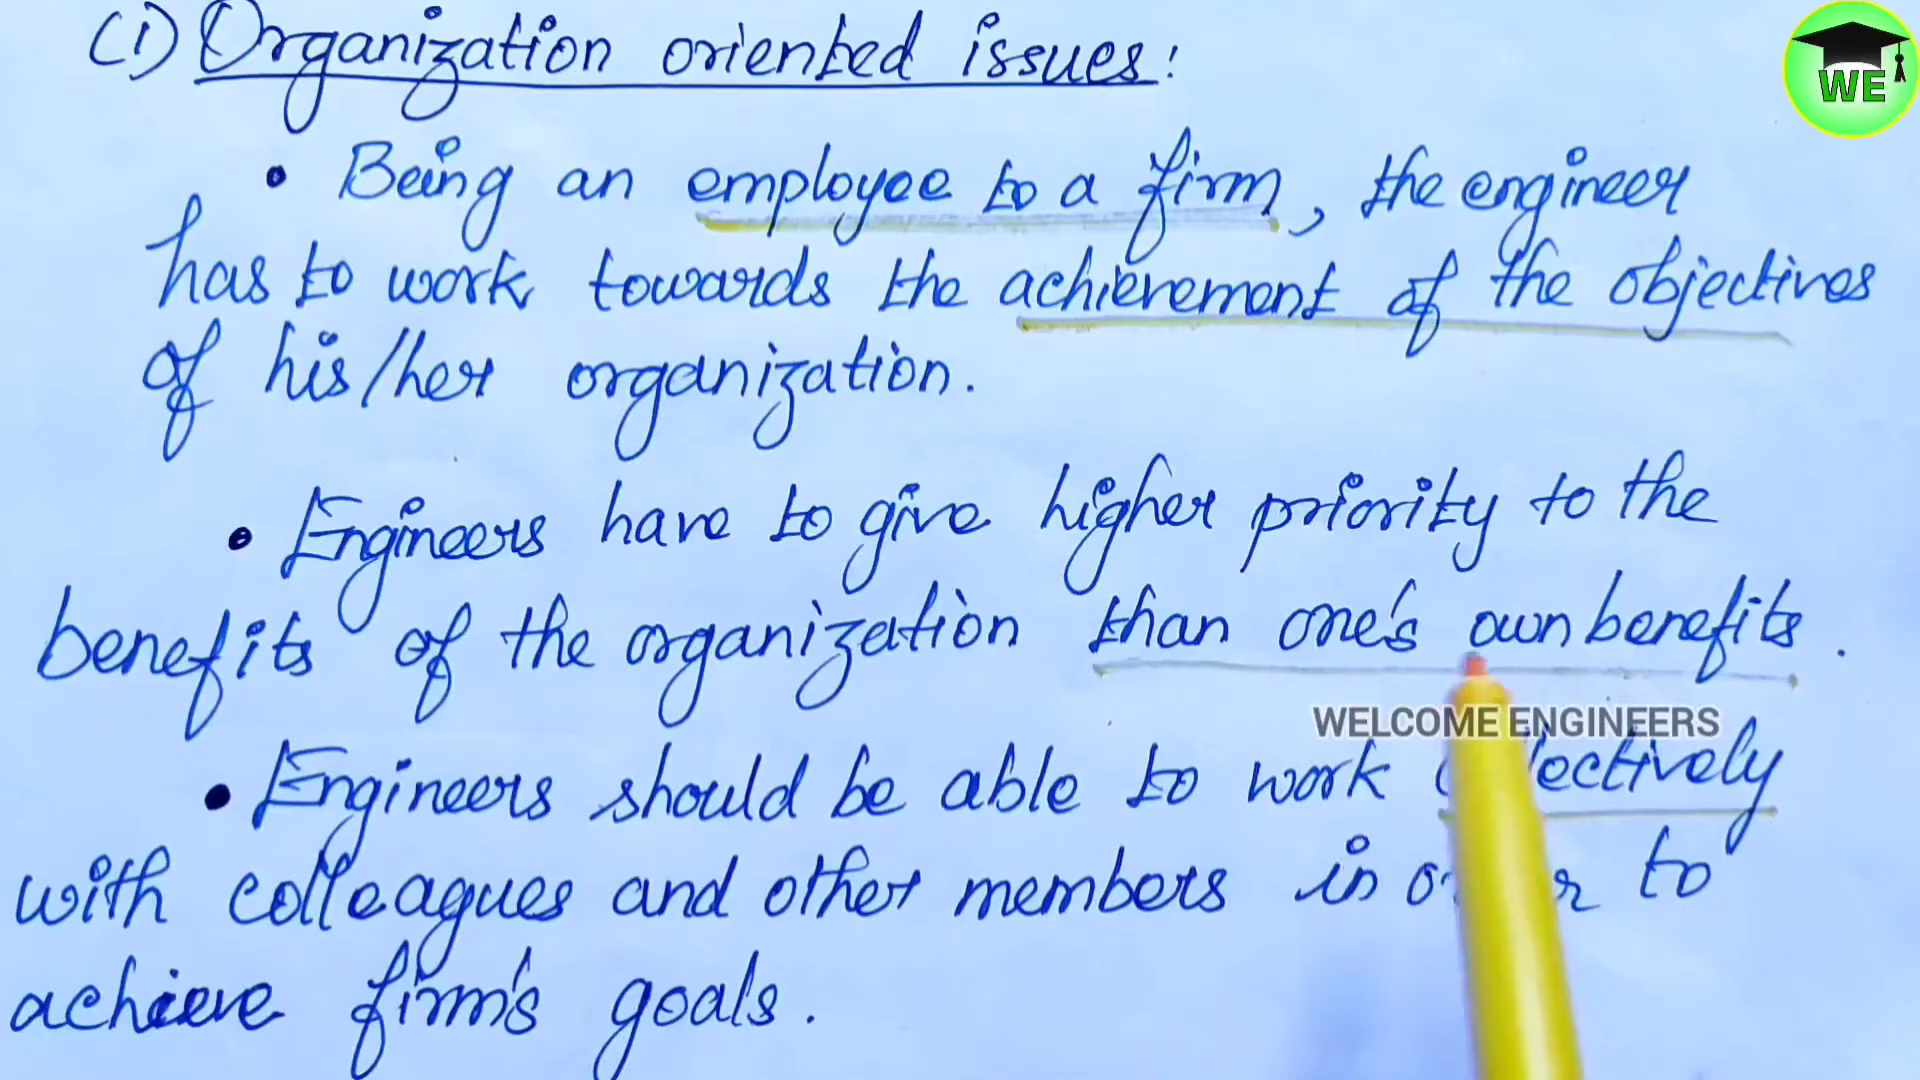 (i) Organization oriented issues:
WE
• Being an employee to a firm, the engineer
has to work towards the achievement of the objectives
of his/her organization.
• Engineers have to give higher priority to the
benefits of the organization than one's own benefits.
WELCOME ENGINEERS
• Engineers should be able to work
with colleagues and other members in to
achieve firm's goals.